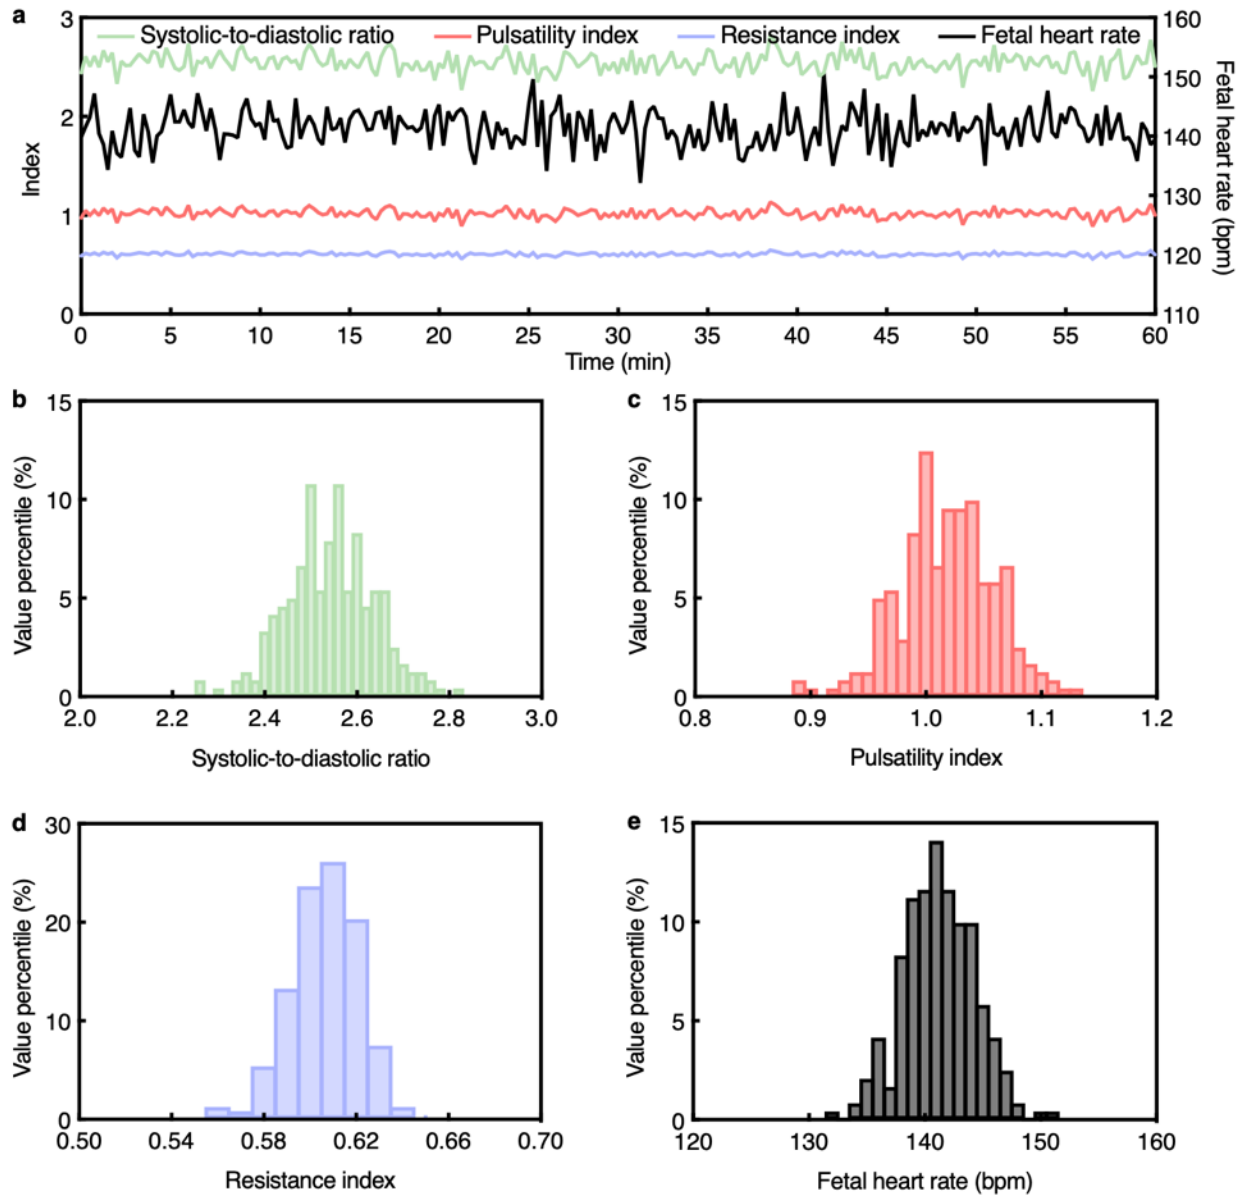 a
Systolic-to-diastolic ratio Pulsatility index Resistance index Fetal heart rate
3 160
150
2 140
130
1 120
0 110
Index
Fetal heart rate (bpm)
0 5 10 15 20 25 30 35 40 45 50 55 60
Time (min)
b
15
10
5
0
Value percentile (%)
2.0 2.2 2.4 2.6 2.8 3.0
Systolic-to-diastolic ratio
c
15
10
5
0
Value percentile (%)
0.8 0.9 1.0 1.1 1.2
Pulsatility index
d
30
20
10
0
Value percentile (%)
0.50 0.54 0.58 0.62 0.66 0.70
Resistance index
e
15
10
5
0
Value percentile (%)
120 130 140 150 160
Fetal heart rate (bpm)